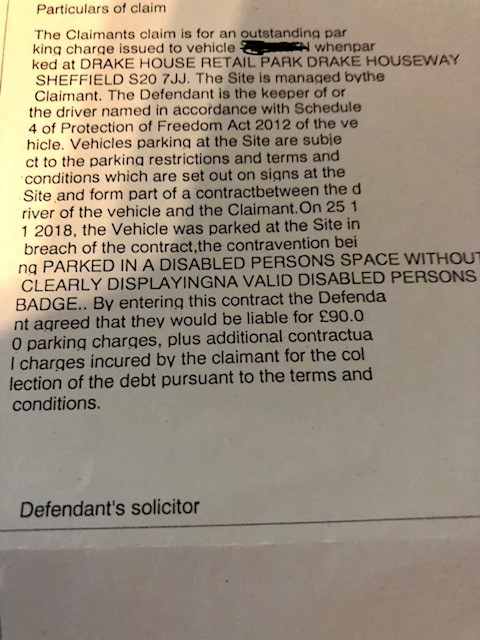 Particulars of claim
The Claimants claim is for an outstanding par
king charge issued to vehicle whenpar
ked at DRAKE HOUSE RETAIL PARK DRAKE HOUSEWAY
SHEFFIELD S20 7JJ. The Site is managed bythe
Claimant. The Defendant is the keeper of or
the driver named in accordance with Schedule
4 of Protection of Freedom Act 2012 of the ve
hicle. Vehicles parking at the Site are subje
ct to the parking restrictions and terms and
conditions which are set out on signs at the
Site and form part of a contractbetween the d
river of the vehicle and the Claimant.On 25 1
1 2018, the Vehicle was parked at the Site in
breach of the contract,the contravention bei
ng PARKED IN A DISABLED PERSONS SPACE WITHOUT
CLEARLY DISPLAYINGNA VALID DISABLED PERSONS
BADGE.. By entering this contract the Defenda
nt agreed that they would be liable for £90.0
0 parking charges, plus additional contractua
l charges incured by the claimant for the col
lection of the debt pursuant to the terms and
conditions.
Defendant's solicitor